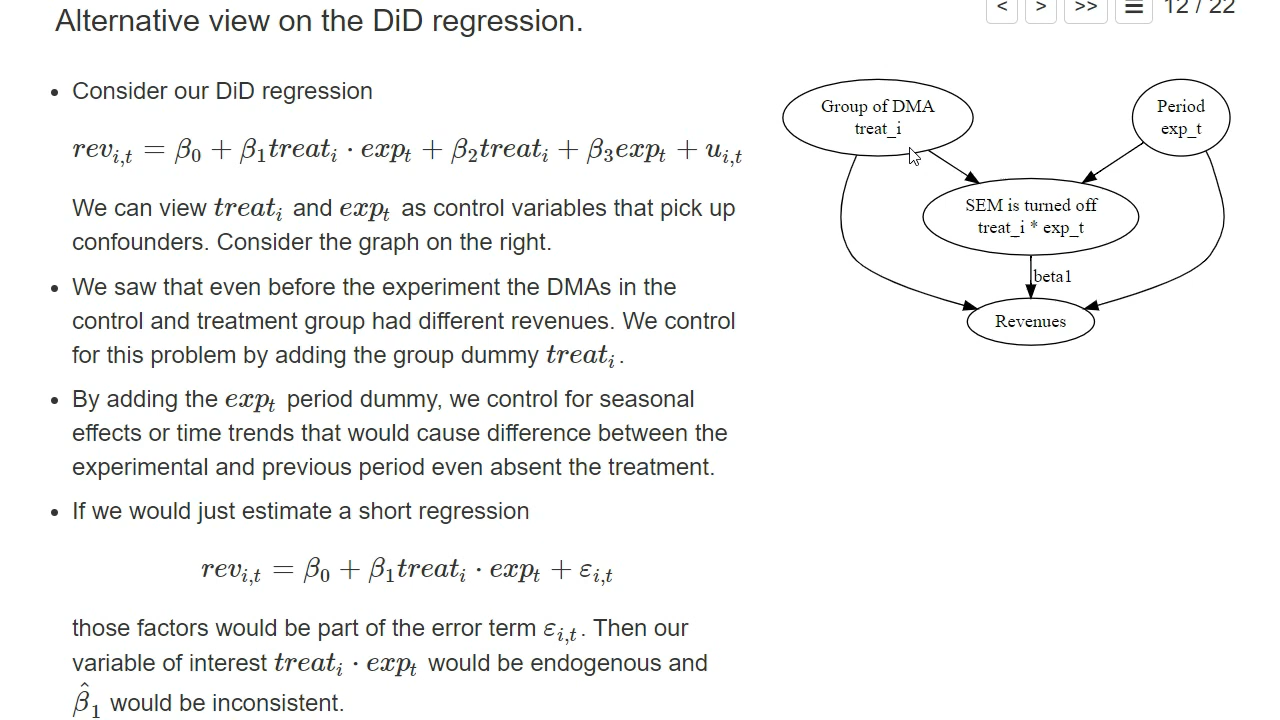 Alternative view on the DiD regression.
< > >> ☰ 12 / 22
• Consider our DiD regression
rev_{i,t} = β_0 + β_1 treat_i · exp_t + β_2 treat_i + β_3 exp_t + u_{i,t}
We can view treat_i and exp_t as control variables that pick up
confounders. Consider the graph on the right.
• We saw that even before the experiment the DMAs in the
control and treatment group had different revenues. We control
for this problem by adding the group dummy treat_i.
• By adding the exp_t period dummy, we control for seasonal
effects or time trends that would cause difference between the
experimental and previous period even absent the treatment.
• If we would just estimate a short regression
rev_{i,t} = β_0 + β_1 treat_i · exp_t + ε_{i,t}
those factors would be part of the error term ε_{i,t}. Then our
variable of interest treat_i · exp_t would be endogenous and
β̂_1 would be inconsistent.
Group of DMA
treat_i
Period
exp_t
SEM is turned off
treat_i * exp_t
beta1
Revenues